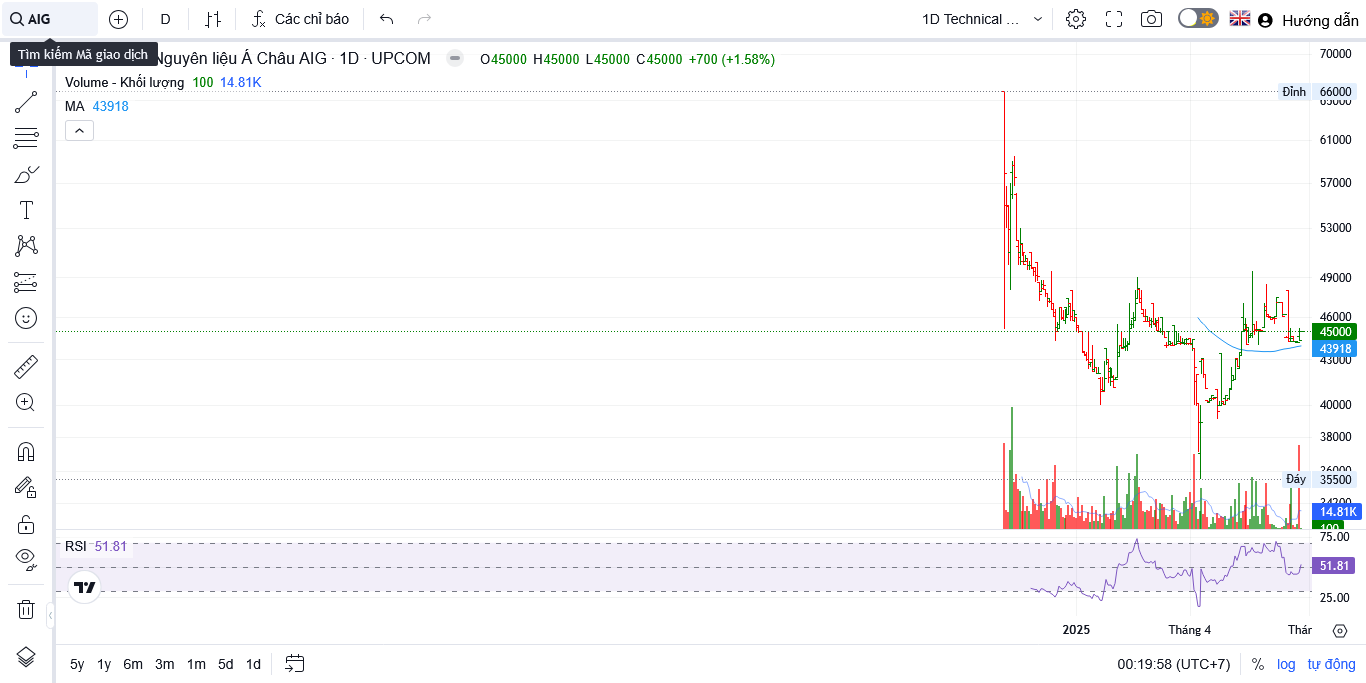 AIG
D
Các chỉ báo
1D Technical ...
Hướng dẫn
Tìm kiếm Mã giao dịch
Nguyên liệu Á Châu AIG · 1D · UPCOM
O45000 H45000 L45000 C45000 +700 (+1.58%)
Volume - Khối lượng 100 14.81K
MA 43918
70000
Đỉnh 66000
65000
61000
57000
53000
49000
46000
45000
43918
43000
40000
38000
36000
Đáy 35500
34200
14.81K
100
RSI 51.81
75.00
51.81
25.00
2025
Tháng 4
Thár
5y 1y 6m 3m 1m 5d 1d
00:19:58 (UTC+7)
% log tự động